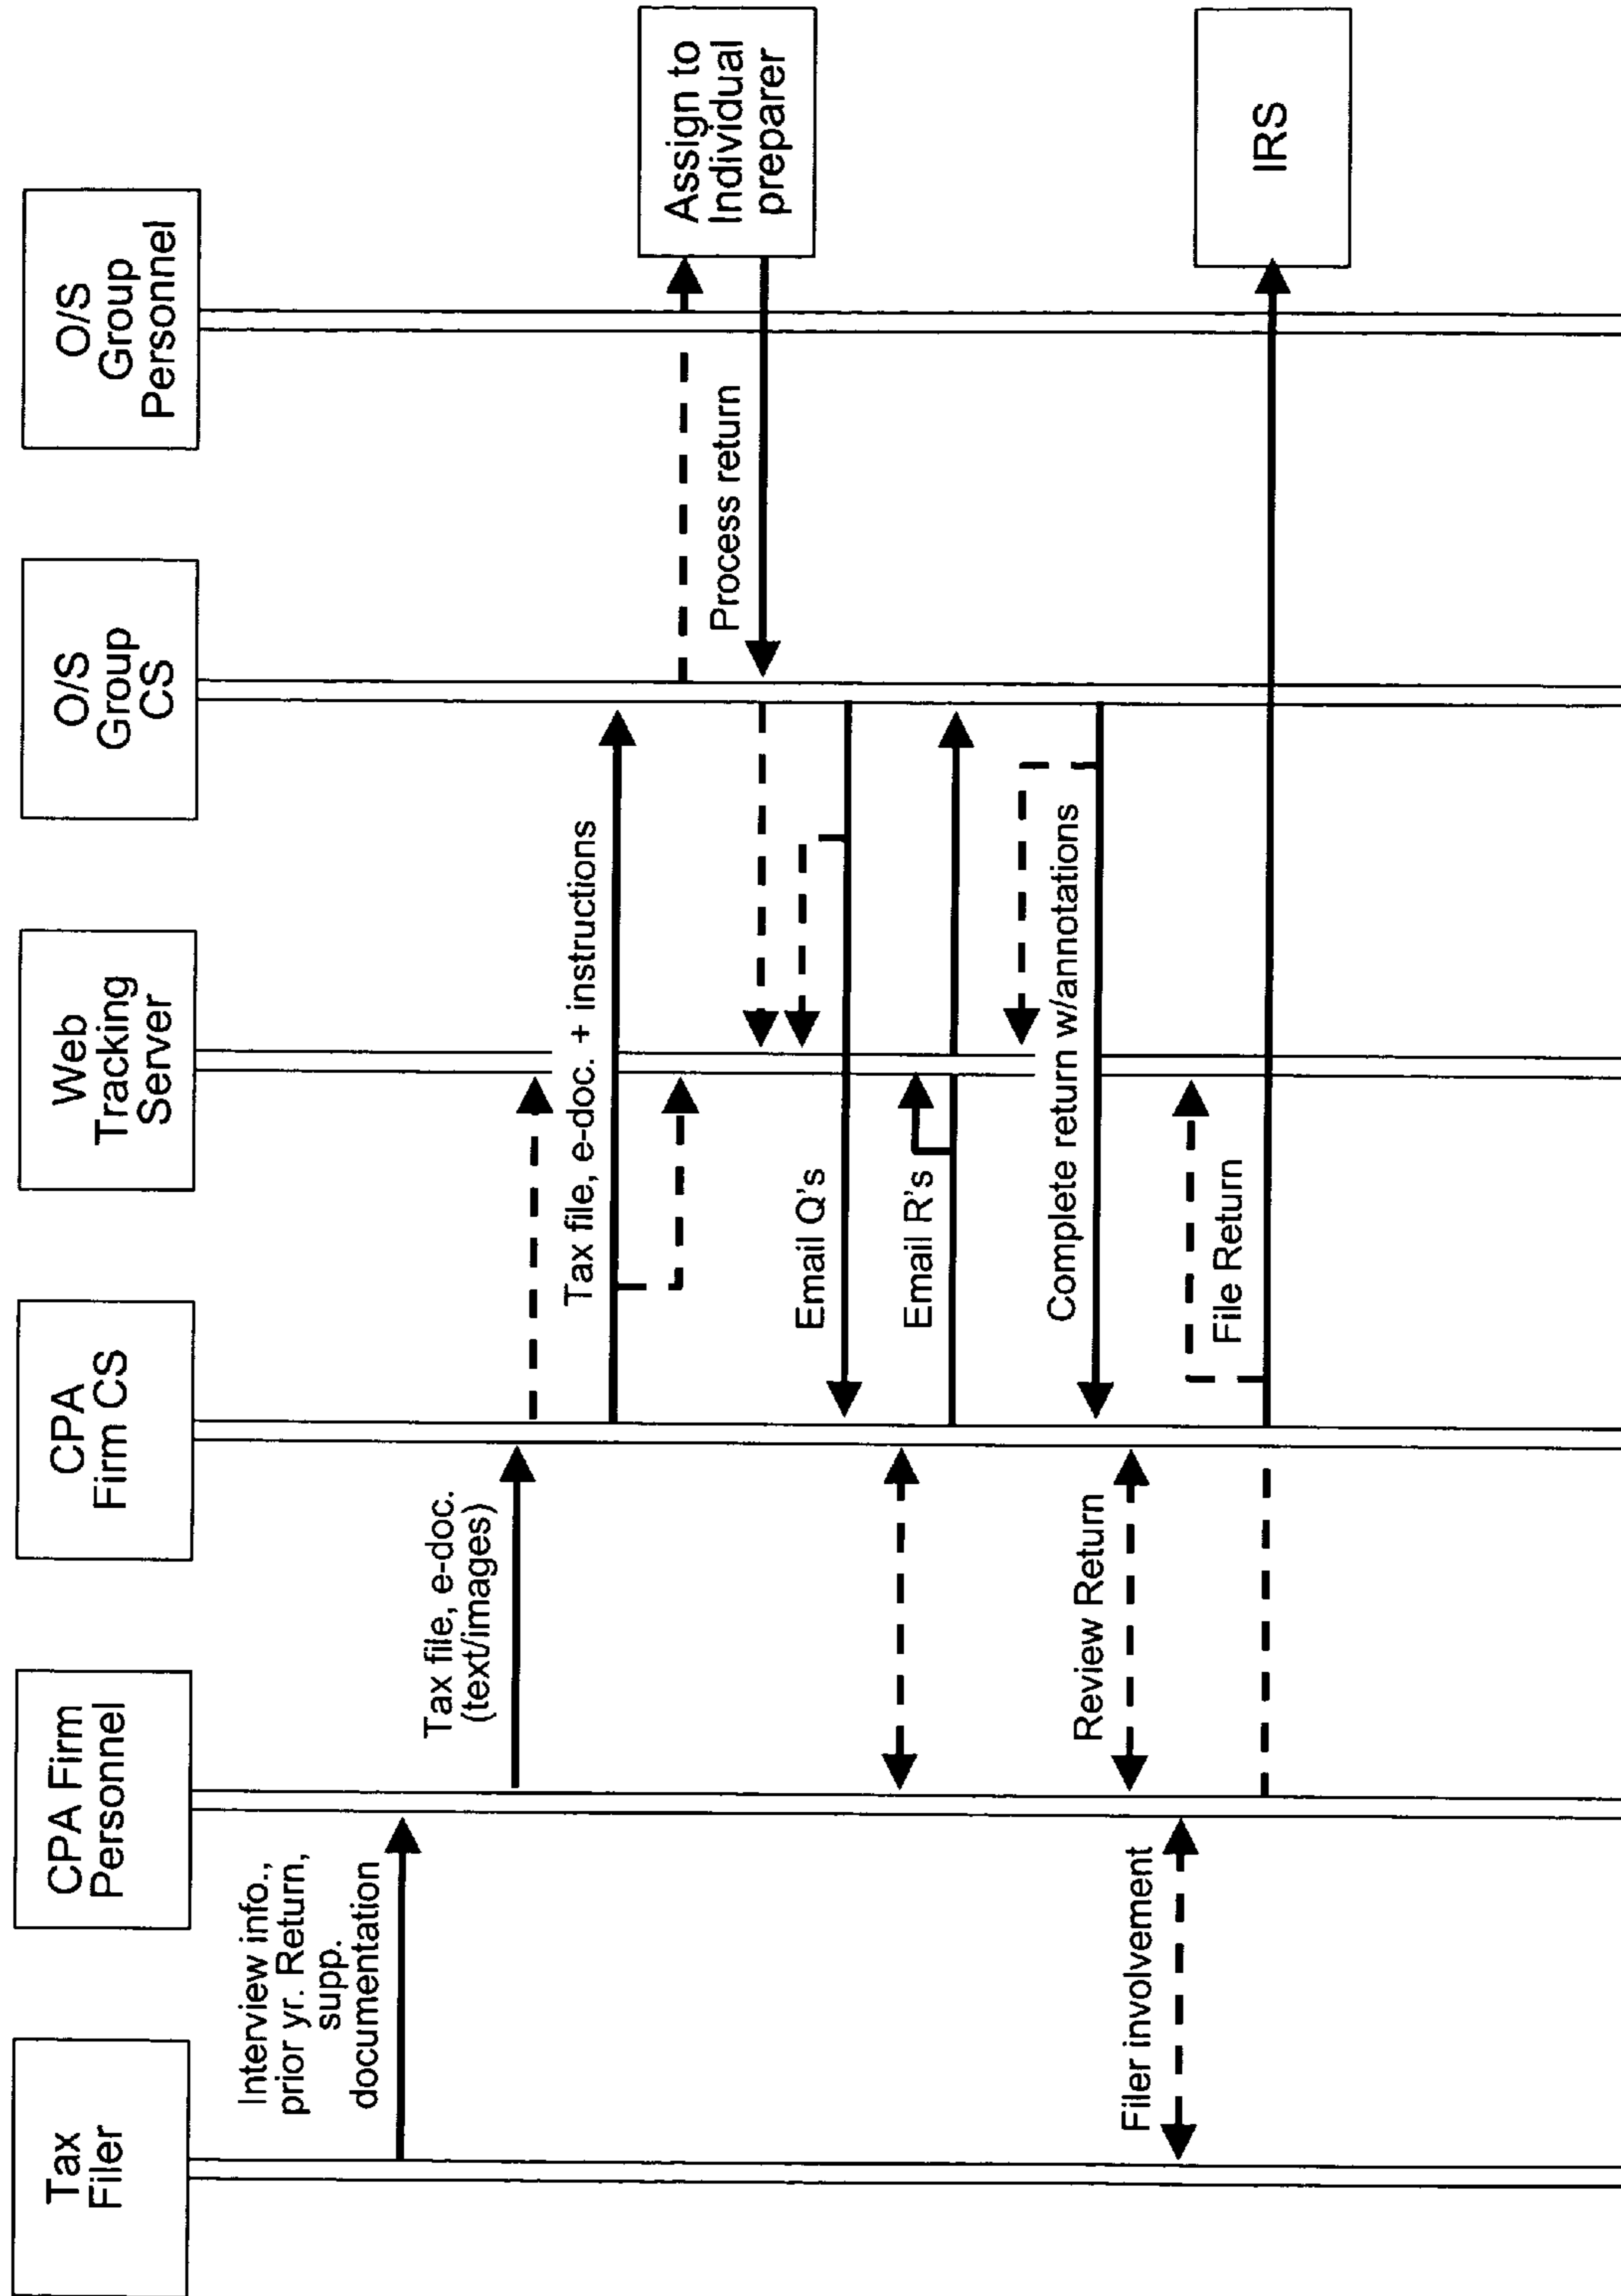 Tax
Filer
CPA Firm
Personnel
CPA
Firm CS
Web
Tracking
Server
O/S
Group
CS
O/S
Group
Personnel
Interview info.,
prior yr. Return,
supp.
documentation
Tax file, e-doc.
(text/images)
Tax file, e-doc. + instructions
Assign to
Individual
preparer
Process return
Email Q's
Email R's
Complete return w/annotations
Review Return
Filer involvement
File Return
IRS